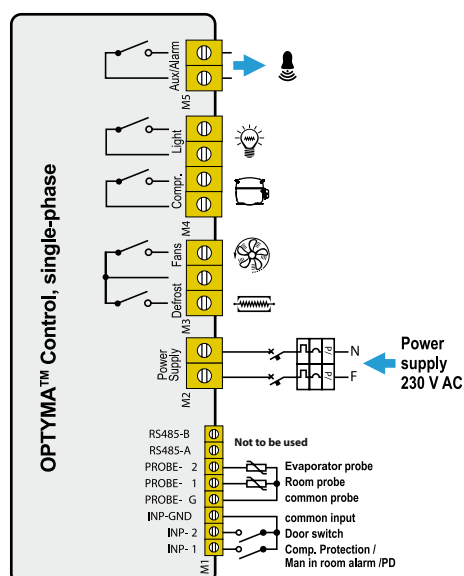 OPTYMA™ Control, single-phase
Aux/Alarm
M5
Light
Compr.
M4
Fans
Defrost
M3
Power
Supply
M2
N
F
Power
supply
230 V AC
RS485-B
RS485-A
Not to be used
PROBE- 2
Evaporator probe
PROBE- 1
Room probe
PROBE- G
common probe
INP-GND
common input
INP- 2
Door switch
INP- 1
Comp. Protection /
Man in room alarm /PD
M1